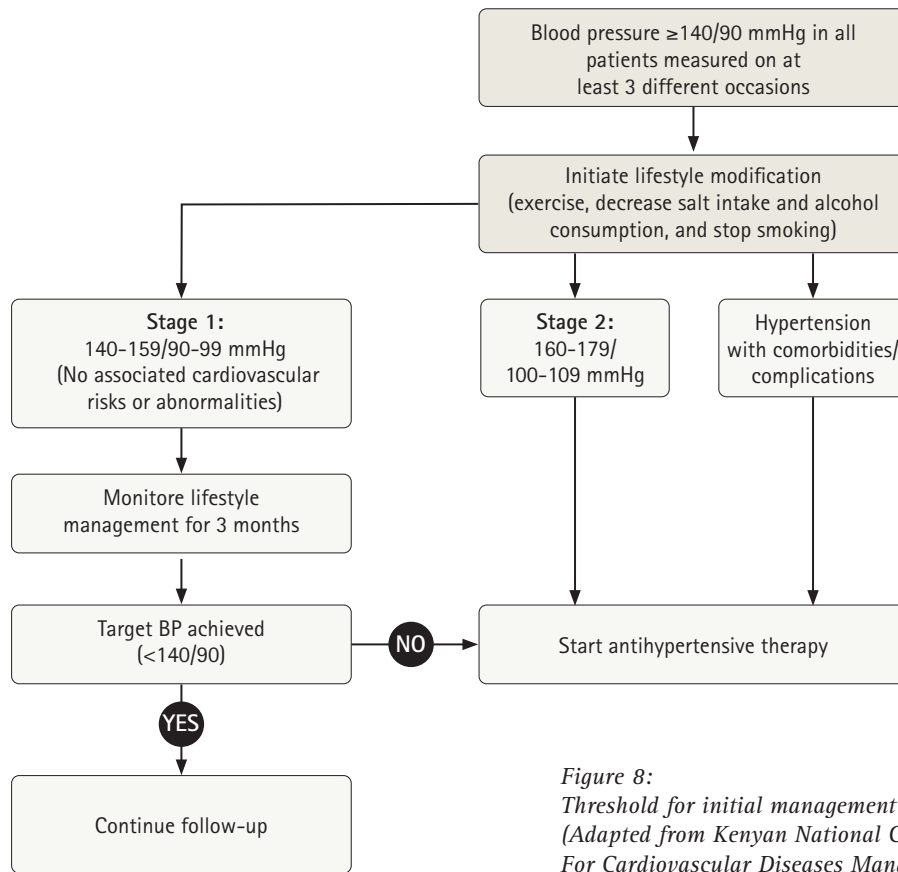 Blood pressure ≥140/90 mmHg in all
patients measured on at
least 3 different occasions
Initiate lifestyle modification
(exercise, decrease salt intake and alcohol
consumption, and stop smoking)
Stage 1:
140-159/90-99 mmHg
(No associated cardiovascular
risks or abnormalities)
Stage 2:
160-179/
100-109 mmHg
Hypertension
with comorbidities/
complications
Monitore lifestyle
management for 3 months
Target BP achieved
(<140/90)
NO
Start antihypertensive therapy
YES
Continue follow-up
Figure 8:
Threshold for initial management
(Adapted from Kenyan National
For Cardiovascular Diseases